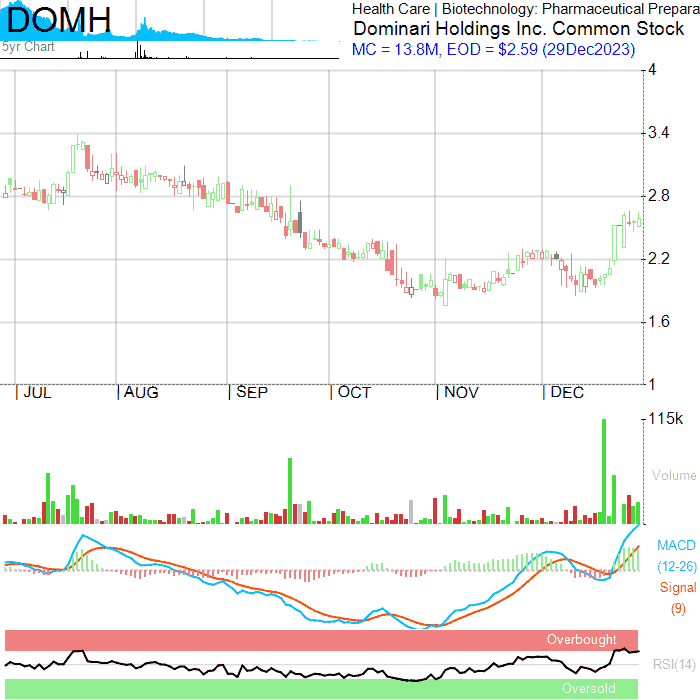 DOMH
5yr Chart
Health Care | Biotechnology: Pharmaceutical Prepara
Dominari Holdings Inc. Common Stock
MC = 13.8M, EOD = $2.59 (29Dec2023)
4
3.4
2.8
2.2
1.6
1
JUL
AUG
SEP
OCT
NOV
DEC
115k
Volume
MACD
(12-26)
Signal
(9)
Overbought
RSI(14)
Oversold